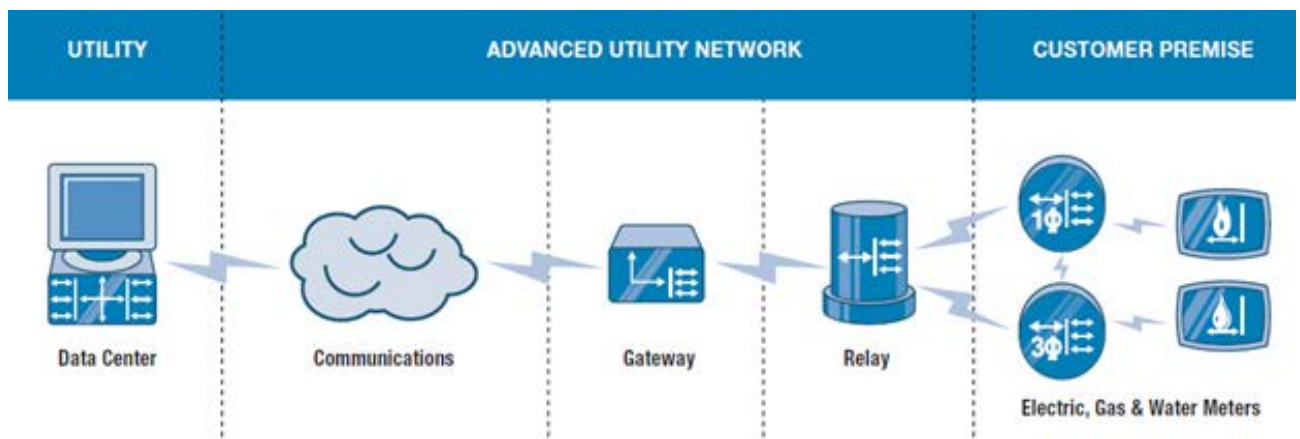 UTILITY
ADVANCED UTILITY NETWORK
CUSTOMER PREMISE
1Φ
3Φ
Data Center
Communications
Gateway
Relay
Electric, Gas & Water Meters